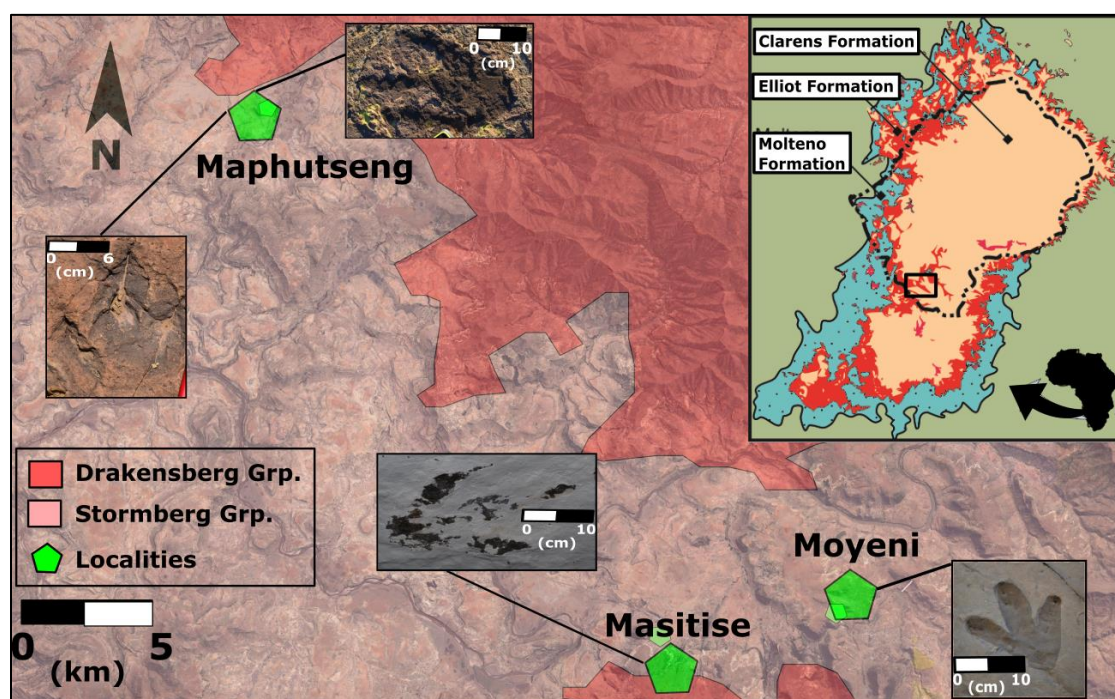 0 10
(cm)
Clarens Formation
Elliot Formation
Molteno
Formation
N
Maphutseng
0 6
(cm)
Drakensberg Grp.
Stormberg Grp.
Localities
0 5
(km)
0 10
(cm)
Moyeni
Masitise
0 10
(cm)